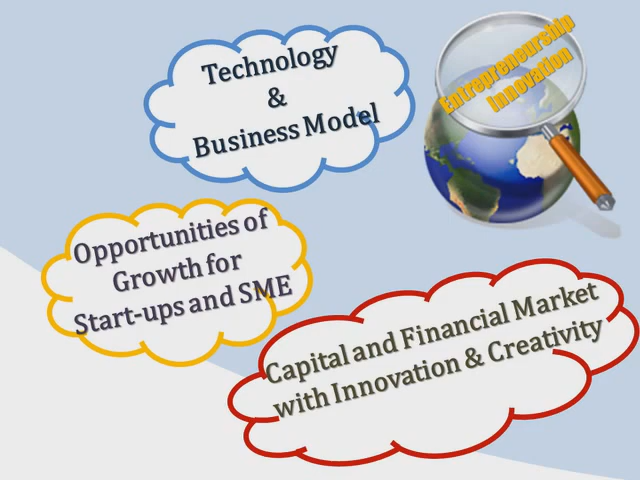 Entrepreneurship
Innovation
Technology
&
Business Model
Opportunities of
Growth for
Start-ups and SME
Capital and Financial Market
with Innovation & Creativity